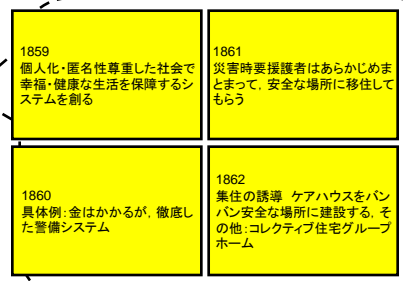 1859
個人化・匿名性尊重した社会で
幸福・健康な生活を保障するシ
ステムを創る
1861
災害時要援護者はあらかじめま
とまって，安全な場所に移住して
もらう
1860
具体例：金はかかるが，徹底し
た警備システム
1862
集住の誘導 ケアハウスをバン
バン安全な場所に建設する，そ
の他：コレクティブ住宅グループ
ホーム